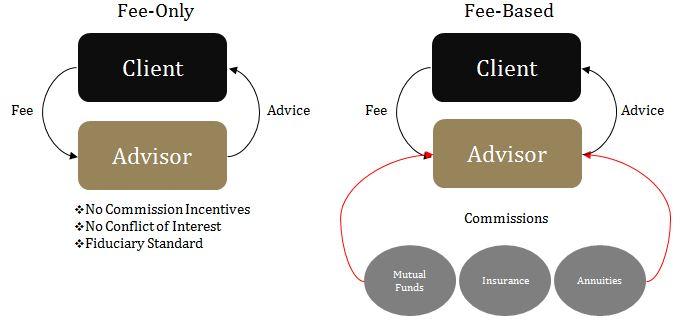 Fee-Only
Client
Fee
Advice
Advisor
❖No Commission Incentives
❖No Conflict of Interest
❖Fiduciary Standard
Fee-Based
Client
Fee
Advice
Advisor
Commissions
Mutual
Funds
Insurance
Annuities